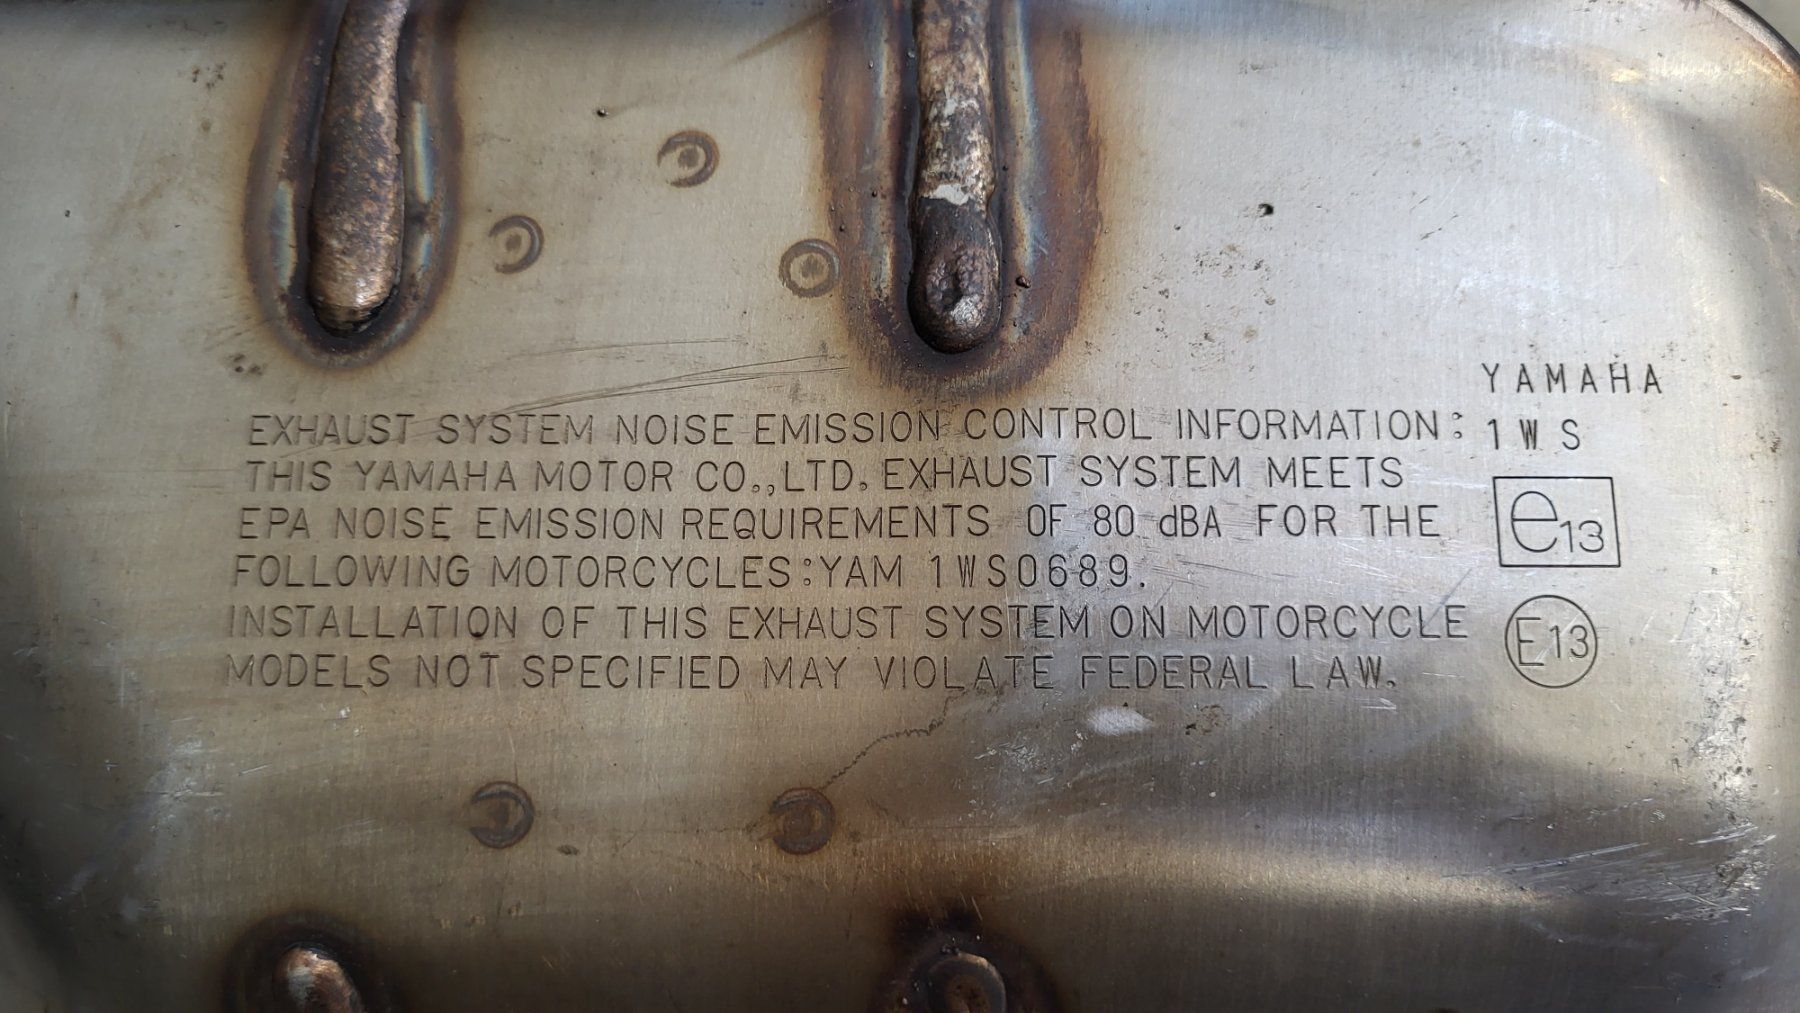 EXHAUST SYSTEM NOISE EMISSION CONTROL INFORMATION:
THIS YAMAHA MOTOR CO.,LTD. EXHAUST SYSTEM MEETS
EPA NOISE EMISSION REQUIREMENTS OF 80 dBA FOR THE
FOLLOWING MOTORCYCLES:YAM 1WS0689.
INSTALLATION OF THIS EXHAUST SYSTEM ON MOTORCYCLE
MODELS NOT SPECIFIED MAY VIOLATE FEDERAL LAW.
YAMAHA
1WS
e13
E13